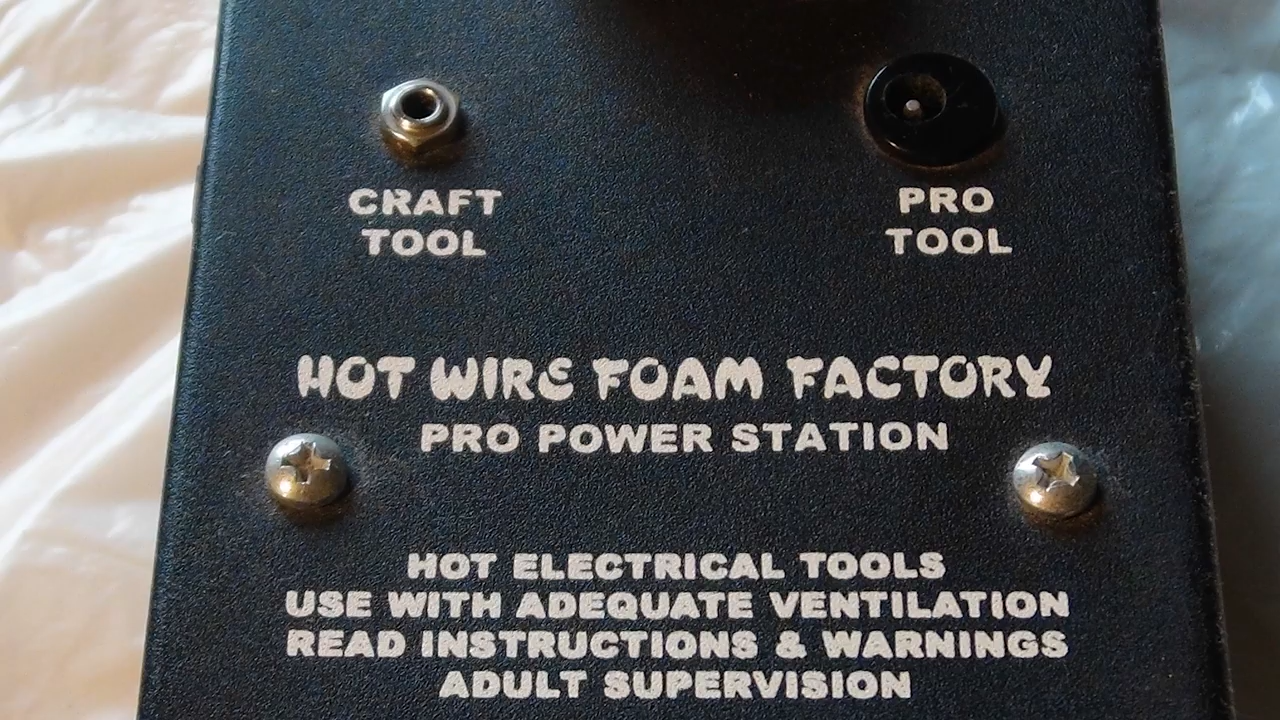 CRAFT
TOOL
PRO
TOOL
HOT WIRE FOAM FACTORY
PRO POWER STATION
HOT ELECTRICAL TOOLS
USE WITH ADEQUATE VENTILATION
READ INSTRUCTIONS & WARNINGS
ADULT SUPERVISION